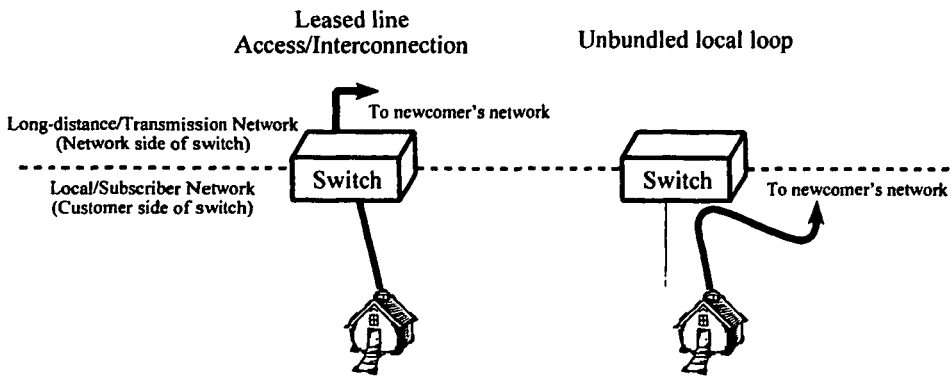 Leased line
Access/Interconnection
Unbundled local loop
To newcomer's network
Long-distance/Transmission Network
(Network side of switch)
Switch
Switch
Local/Subscriber Network
(Customer side of switch)
To newcomer's network